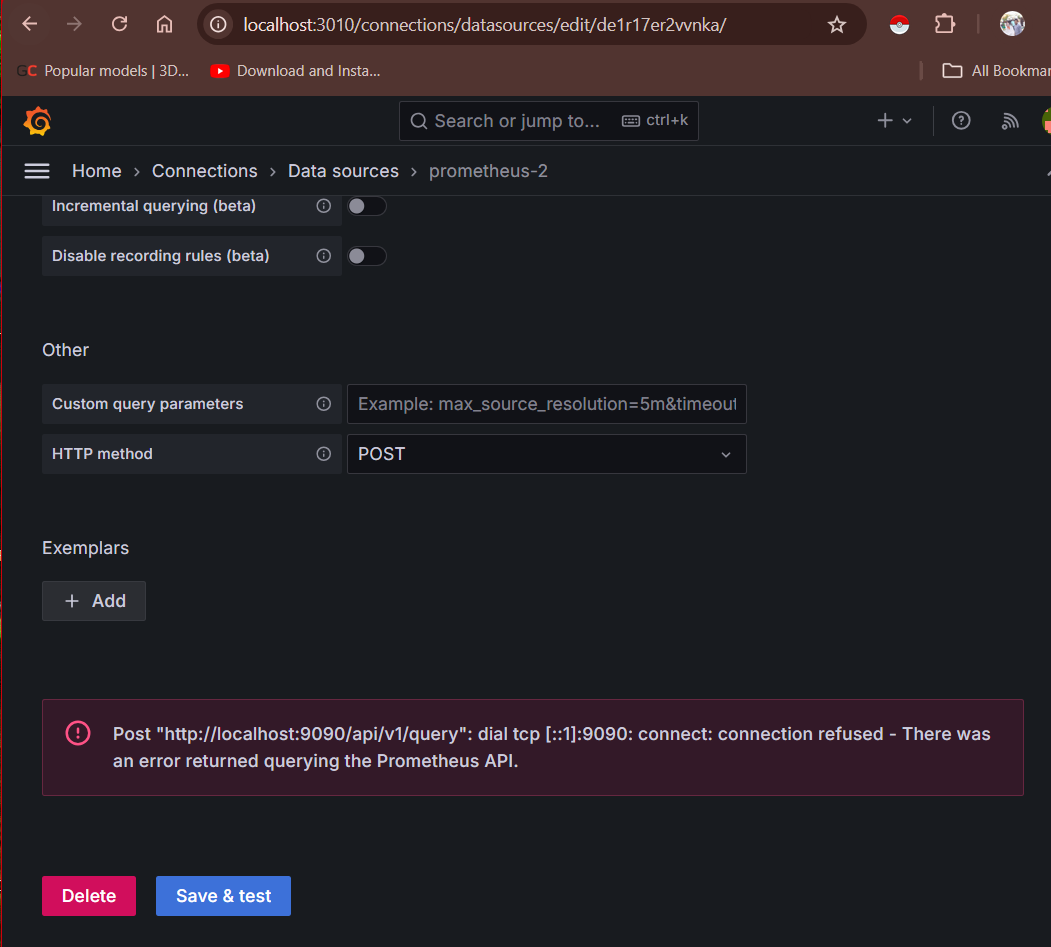 localhost:3010/connections/datasources/edit/de1r17er2vvnka/
GC Popular models | 3D...
Download and Insta...
All Bookmar
Search or jump to... ctrl+k
Home › Connections › Data sources › prometheus-2
Incremental querying (beta)
Disable recording rules (beta)
Other
Custom query parameters
Example: max_source_resolution=5m&timeout
HTTP method
POST
Exemplars
+ Add
Post "http://localhost:9090/api/v1/query": dial tcp [::1]:9090: connect: connection refused - There was
an error returned querying the Prometheus API.
Delete
Save & test